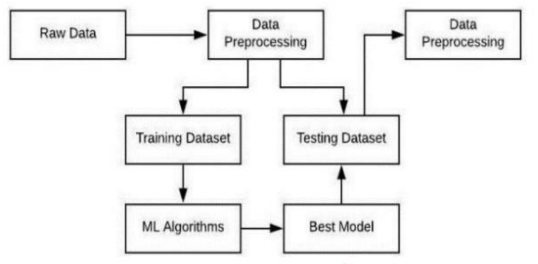 Raw Data
Data
Preprocessing
Data
Preprocessing
Training Dataset
Testing Dataset
ML Algorithms
Best Model